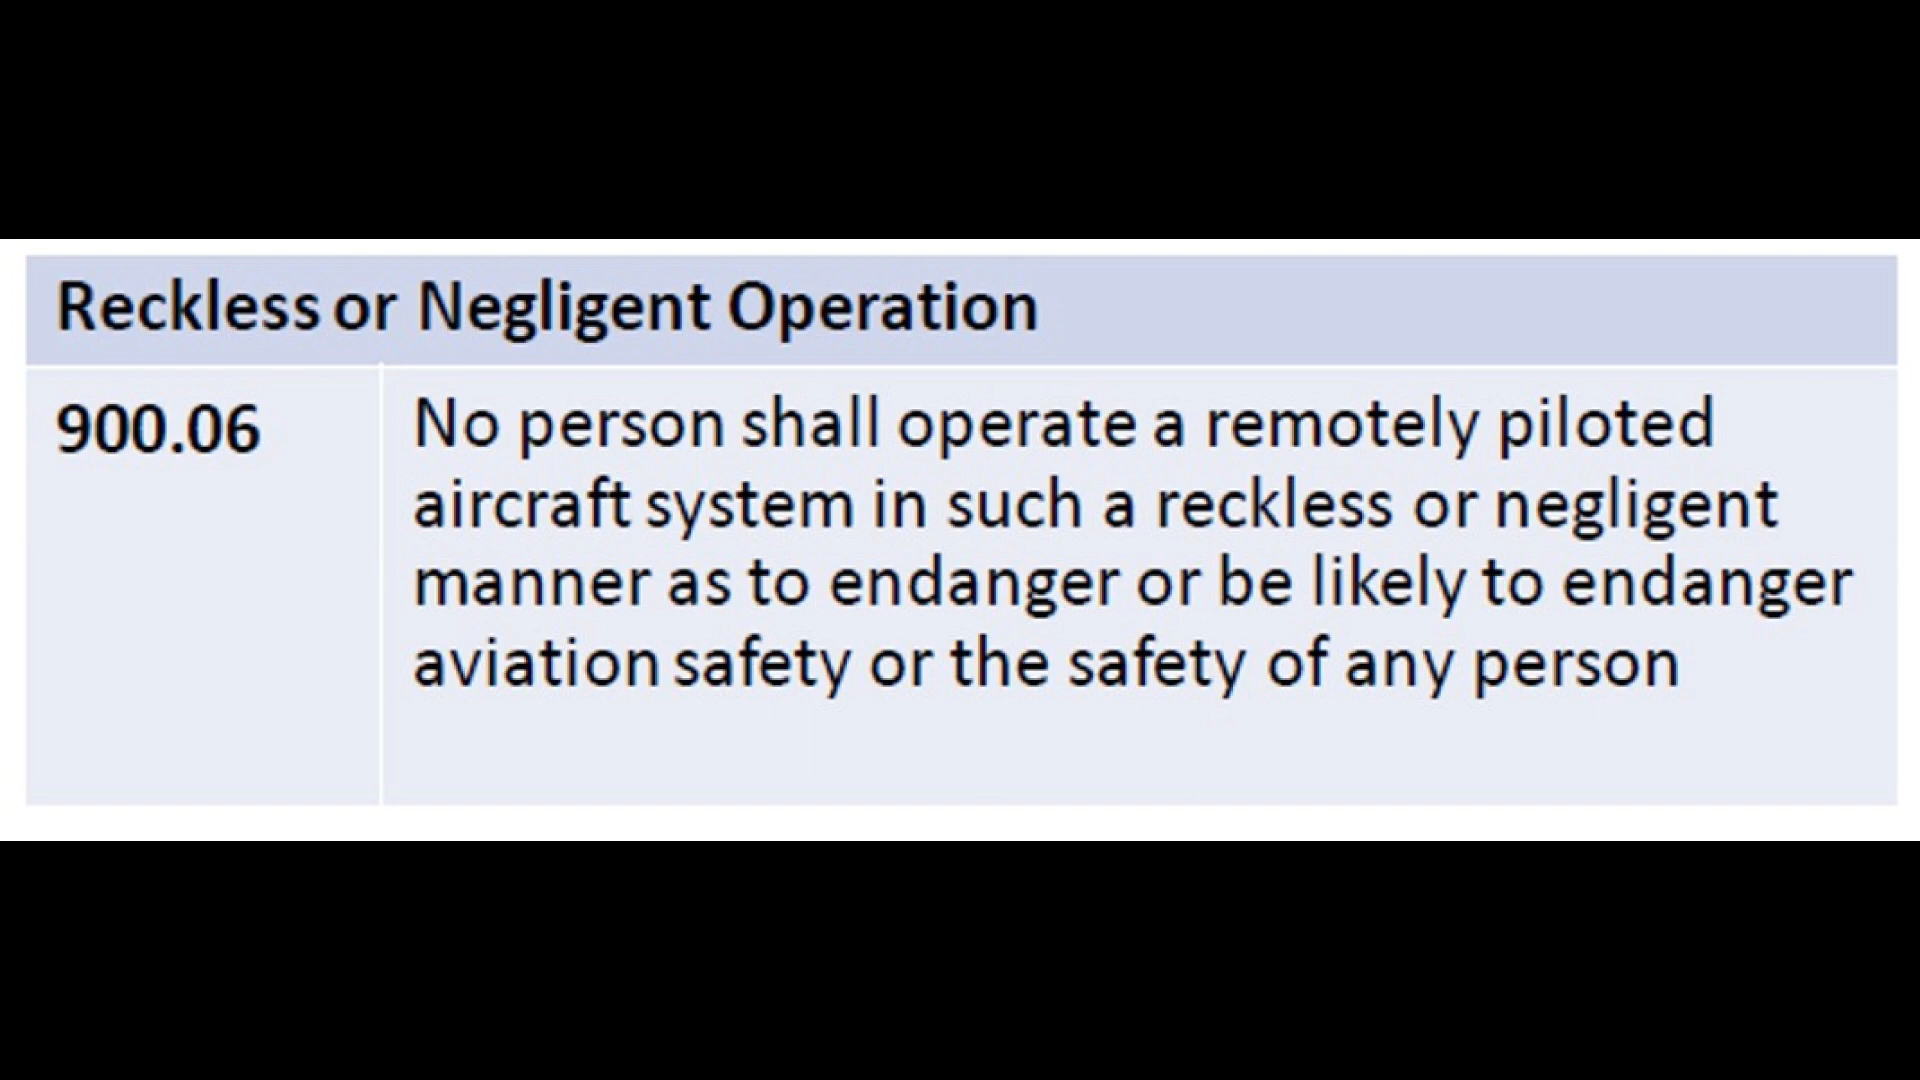 Reckless or Negligent Operation
900.06
No person shall operate a remotely piloted
aircraft system in such a reckless or negligent
manner as to endanger or be likely to endanger
aviation safety or the safety of any person